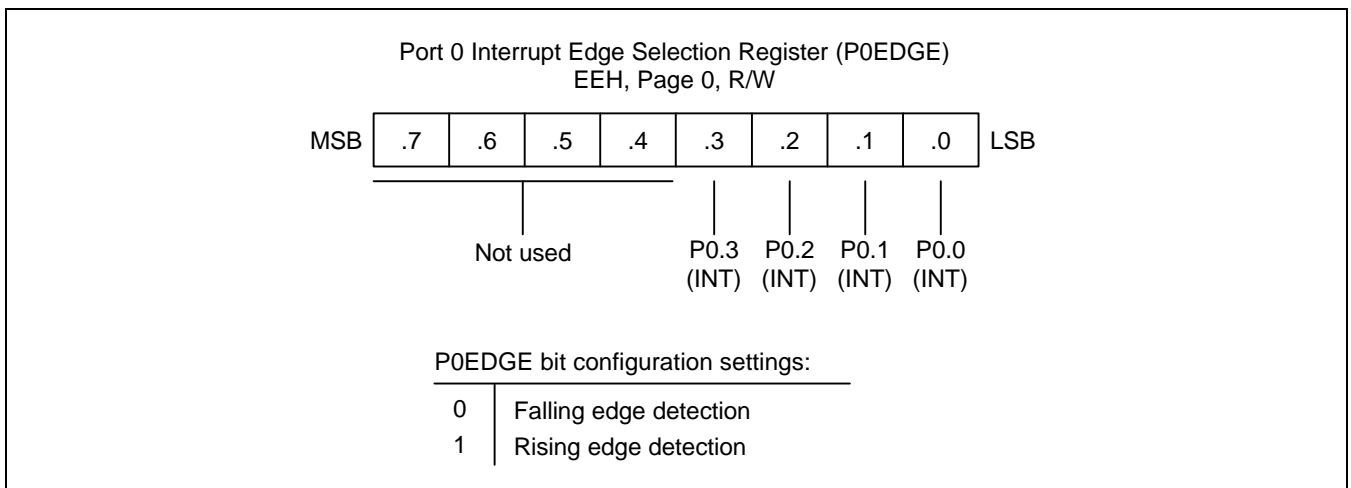 Port 0 Interrupt Edge Selection Register (P0EDGE)
EEH, Page 0, R/W
MSB .7 .6 .5 .4 .3 .2 .1 .0 LSB
Not used P0.3 P0.2 P0.1 P0.0
(INT) (INT) (INT) (INT)
P0EDGE bit configuration settings:
0 Falling edge detection
1 Rising edge detection